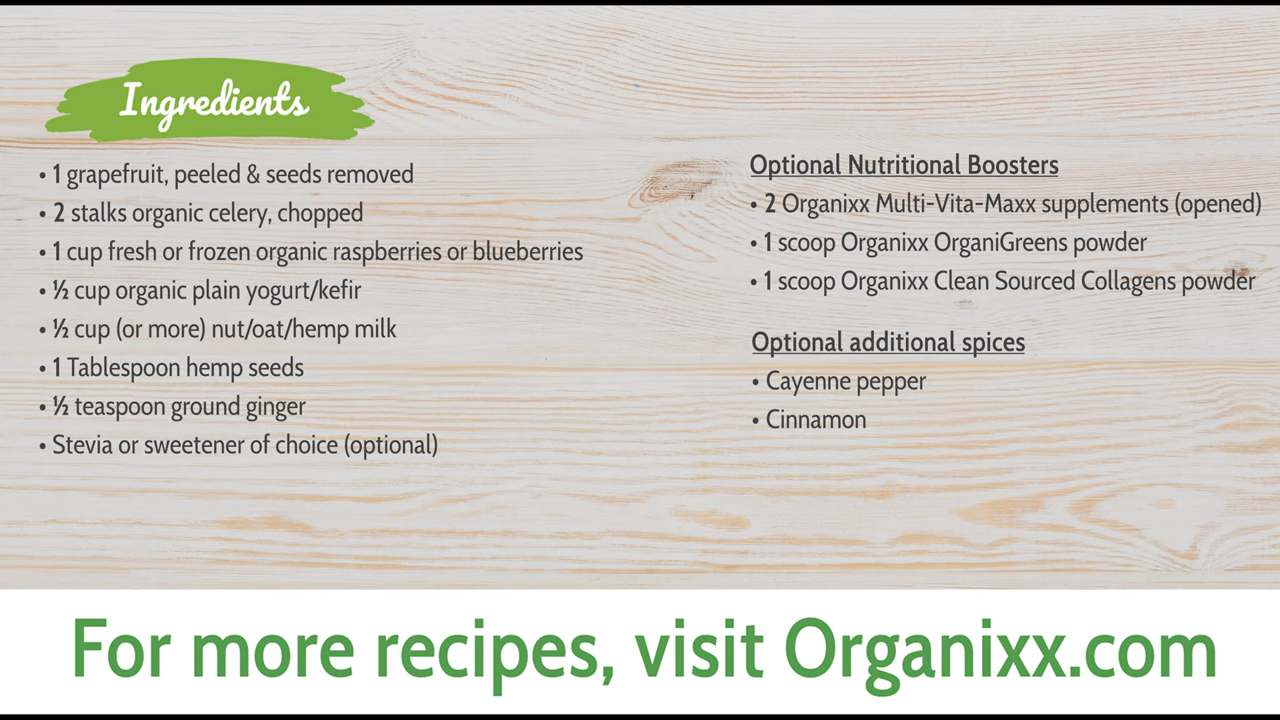 Ingredients
• 1 grapefruit, peeled & seeds removed
• 2 stalks organic celery, chopped
• 1 cup fresh or frozen organic raspberries or blueberries
• ½ cup organic plain yogurt/kefir
• ½ cup (or more) nut/oat/hemp milk
• 1 Tablespoon hemp seeds
• ½ teaspoon ground ginger
• Stevia or sweetener of choice (optional)
Optional Nutritional Boosters
• 2 Organixx Multi-Vita-Maxx supplements (opened)
• 1 scoop Organixx OrganiGreens powder
• 1 scoop Organixx Clean Sourced Collagens powder
Optional additional spices
• Cayenne pepper
• Cinnamon
For more recipes, visit Organixx.com